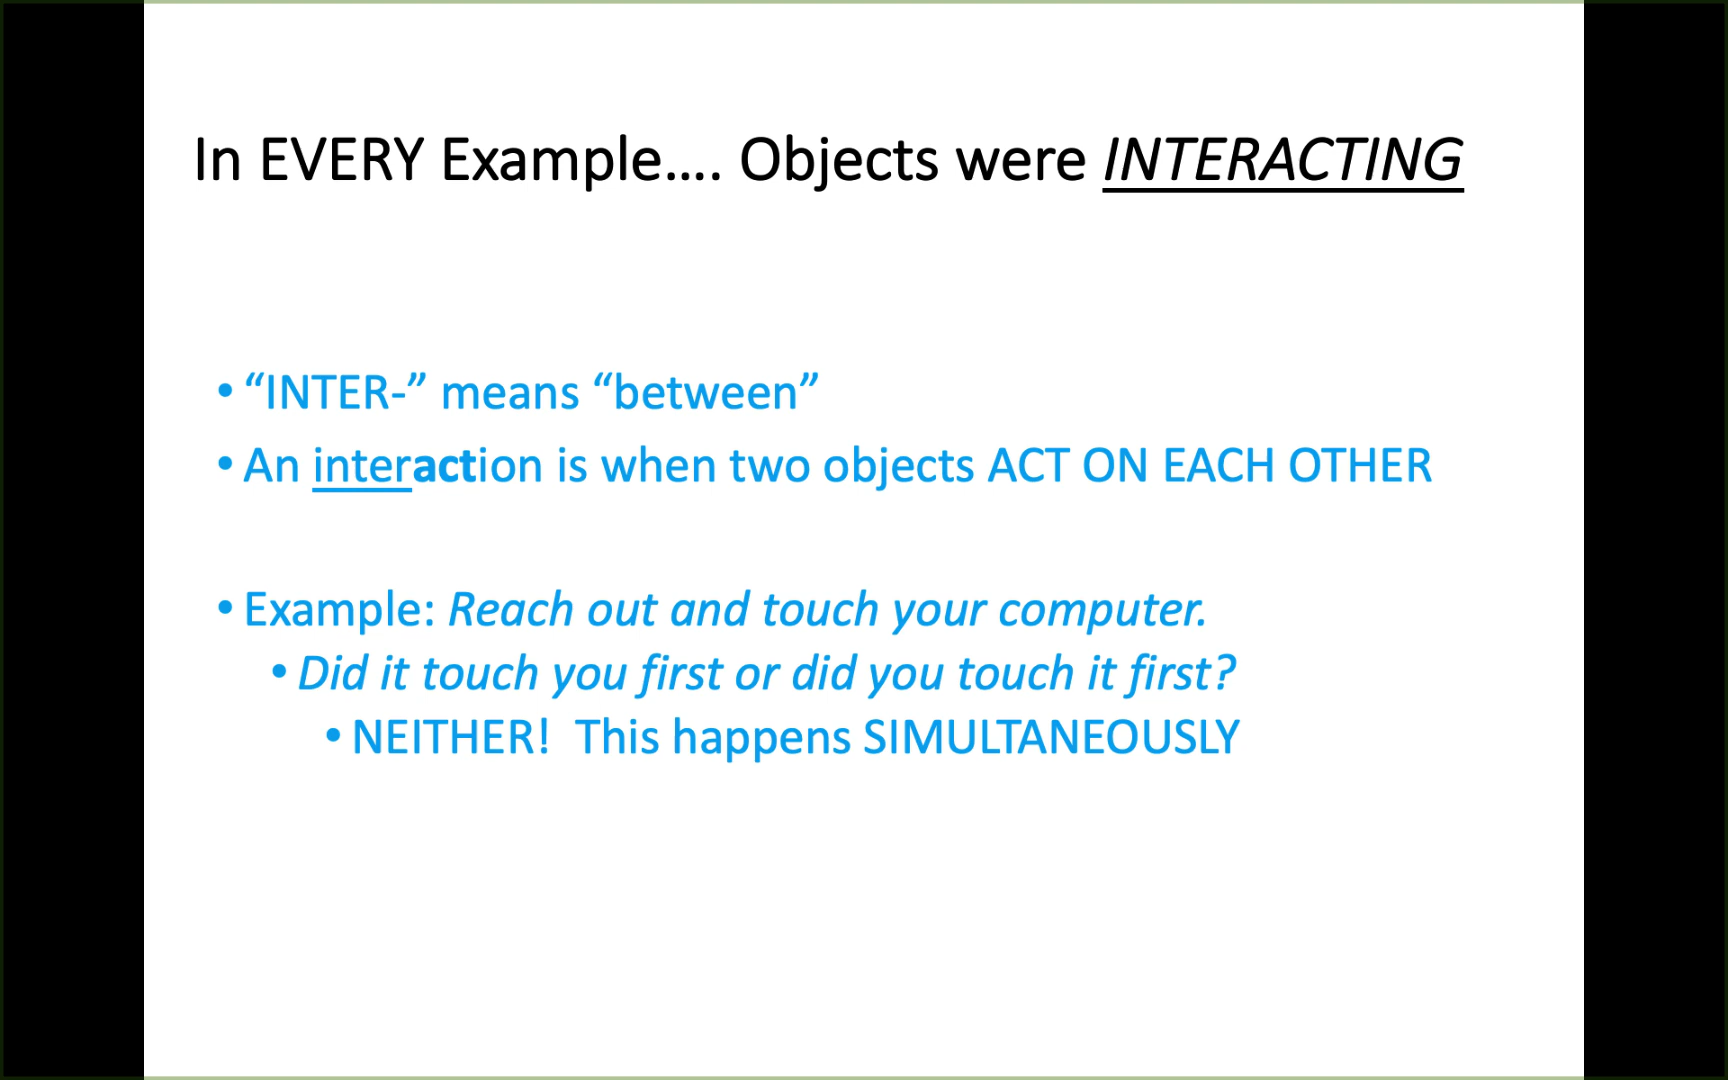 In EVERY Example.... Objects were INTERACTING
• “INTER-” means “between”
• An interaction is when two objects ACT ON EACH OTHER
• Example: Reach out and touch your computer.
• Did it touch you first or did you touch it first?
• NEITHER!  This happens SIMULTANEOUSLY